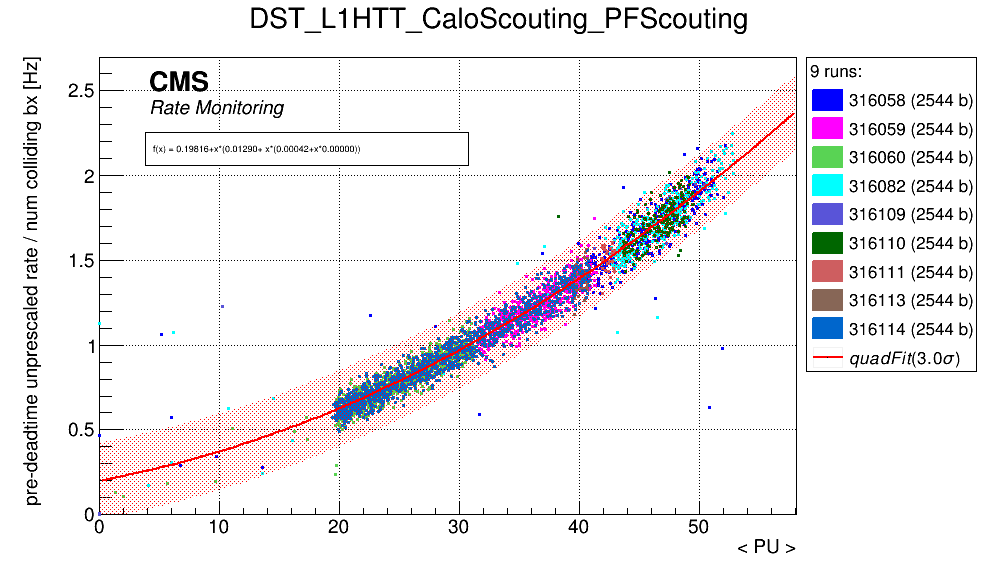 DST_L1HTT_CaloScouting_PFScouting
pre-deadtime unprescaled rate / num colliding bx [Hz]
CMS
Rate Monitoring
f(x) = 0.19816+x*(0.01290+ x*(0.00042+x*0.00000))
2.5
2
1.5
1
0.5
0
0 10 20 30 40 50
< PU >
9 runs:
316058 (2544 b)
316059 (2544 b)
316060 (2544 b)
316082 (2544 b)
316109 (2544 b)
316110 (2544 b)
316111 (2544 b)
316113 (2544 b)
316114 (2544 b)
quadFit(3.0σ)